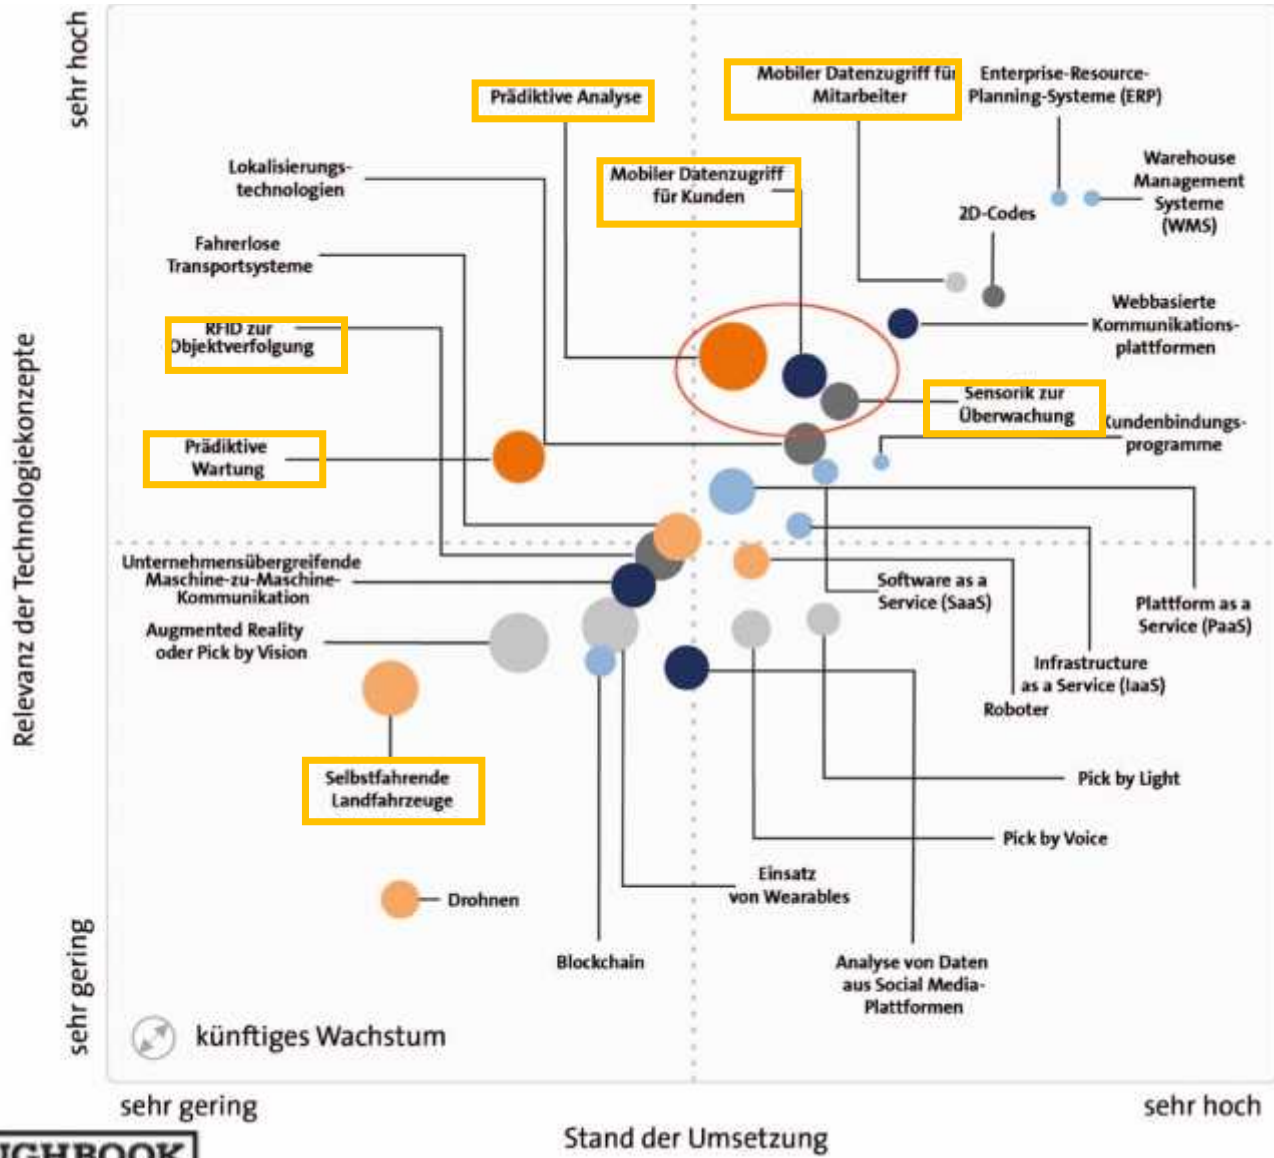 sehr hoch
Prädiktive Analyse
Mobiler Datenzugriff für
Mitarbeiter
Enterprise-Resource-
Planning-Systeme (ERP)
Lokalisierungs-
technologien
Mobiler Datenzugriff
für Kunden
Warehouse
Management
Systeme
(WMS)
2D-Codes
Fahrerlose
Transportsysteme
Webbasierte
Kommunikations-
plattformen
RFID zur
Objektverfolgung
Sensorik zur
Überwachung
Kundenbindungs-
programme
Prädiktive
Wartung
Relevanz der Technologiekonzepte
Unternehmensübergreifende
Maschine-zu-Maschine-
Kommunikation
Software as a
Service (SaaS)
Plattform as a
Service (PaaS)
Augmented Reality
oder Pick by Vision
Infrastructure
as a Service (IaaS)
Roboter
Selbstfahrende
Landfahrzeuge
Pick by Light
Pick by Voice
Einsatz
von Wearables
Drohnen
Blockchain
Analyse von Daten
aus Social Media-
Plattformen
sehr gering
künftiges Wachstum
sehr gering
sehr hoch
Stand der Umsetzung
UGHBOOK